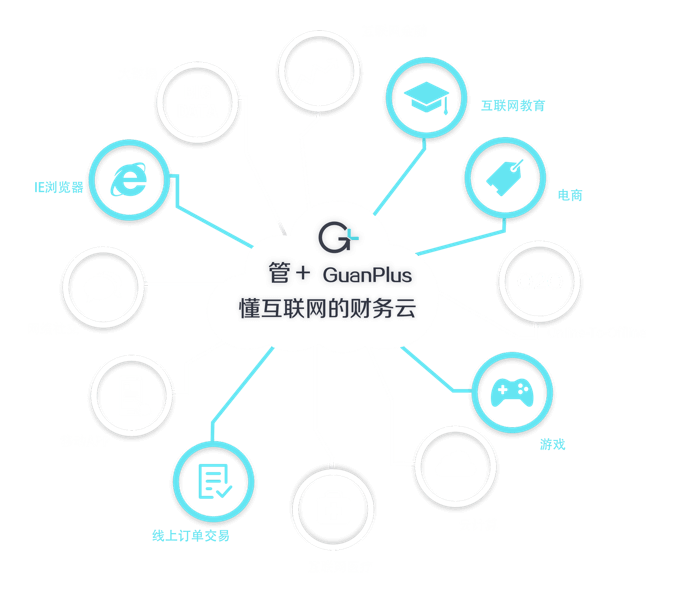 互联网教育
IE浏览器
电商
G+
管+ GuanPlus
懂互联网的财务云
游戏
线上订单交易